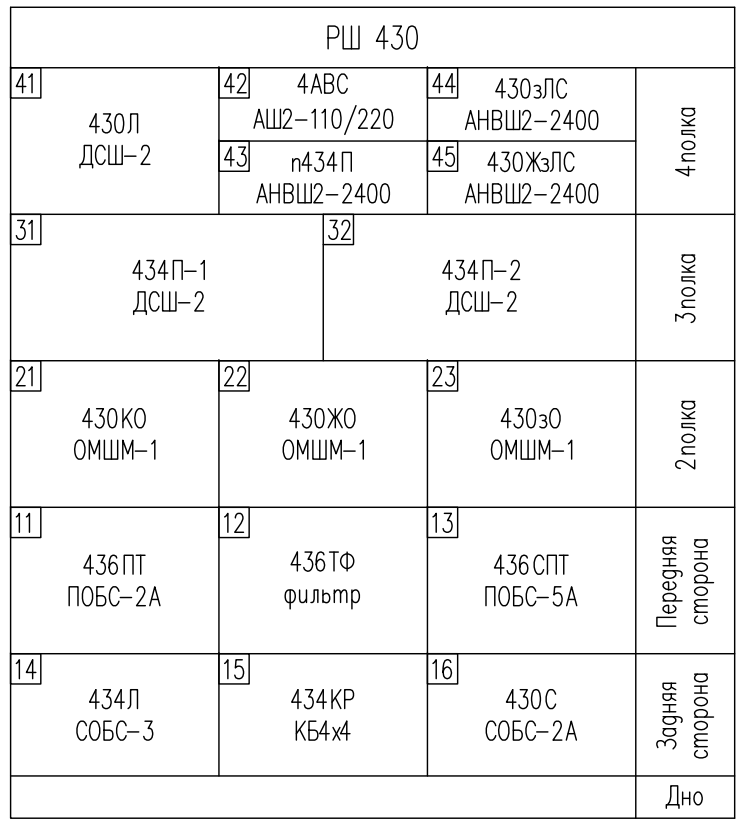 РШ 430
41
430Л
ДСШ-2
42
4АВС
АШ2-110/220
43
п434П
АНВШ2-2400
44
430зЛС
АНВШ2-2400
45
430ЖзЛС
АНВШ2-2400
4полка
31
434П-1
ДСШ-2
32
434П-2
ДСШ-2
3полка
21
430КО
ОМШМ-1
22
430ЖО
ОМШМ-1
23
430зО
ОМШМ-1
2полка
11
436ПТ
ПОБС-2А
12
436ТФ
фильтр
13
436СПТ
ПОБС-5А
Передняя
сторона
14
434Л
СОБС-3
15
434КР
КБ4х4
16
430С
СОБС-2А
Задняя
сторона
Дно